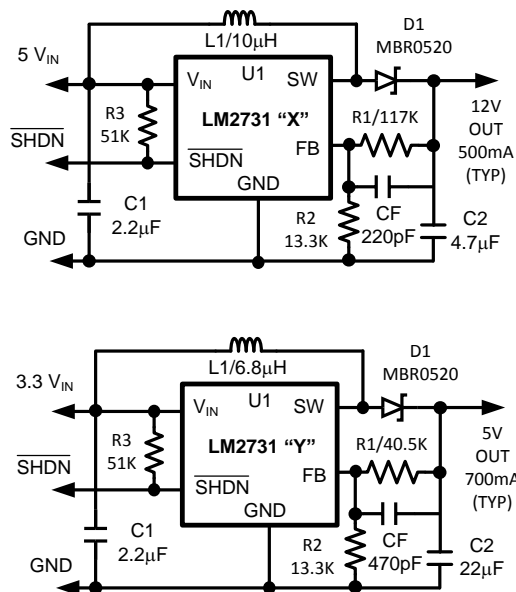 L1/10μH
D1
MBR0520
5 VIN
VIN
U1
SW
R3
51K
LM2731 “X”
R1/117K
12V
OUT
500mA
(TYP)
SHDN
SHDN
FB
GND
C1
2.2μF
R2
13.3K
CF
220pF
C2
4.7μF
GND
L1/6.8μH
D1
MBR0520
3.3 VIN
VIN
U1
SW
R3
51K
LM2731 “Y”
R1/40.5K
5V
OUT
700mA
(TYP)
SHDN
SHDN
FB
GND
C1
2.2μF
R2
13.3K
CF
470pF
C2
22μF
GND